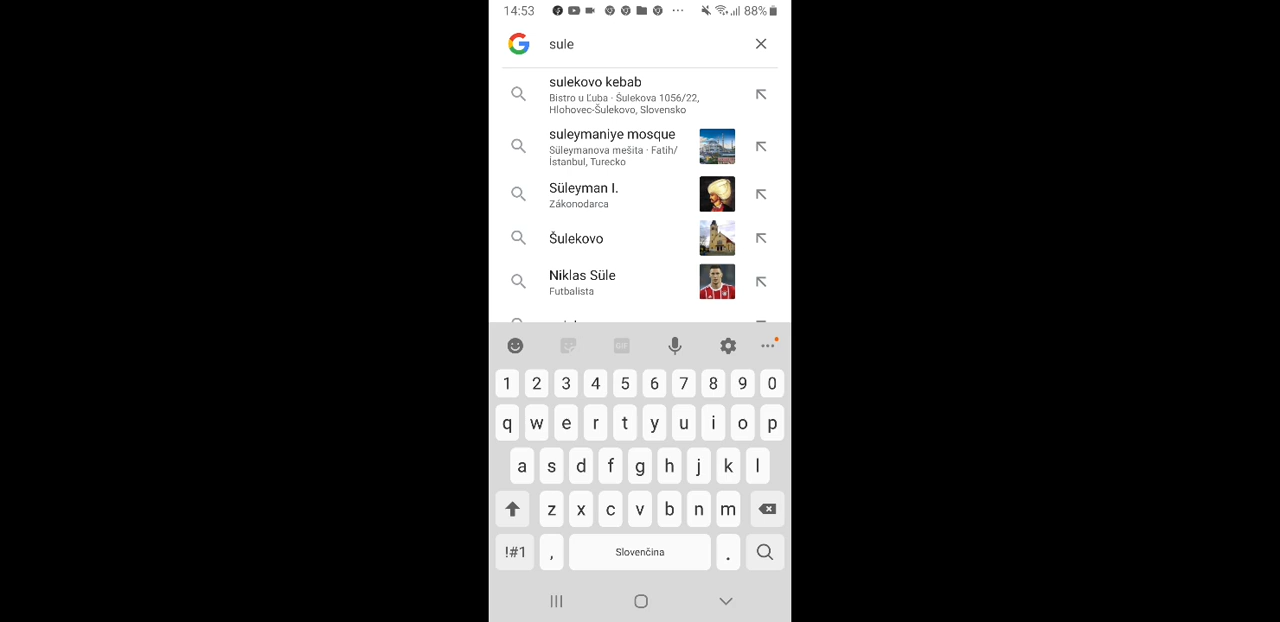 14:53 88%
sule
sulekovo kebab
Bistro u Ľuba · Šulekova 1056/22,
Hlohovec-Šulekovo, Slovensko
suleymaniye mosque
Süleymanova mešita · Fatih/
İstanbul, Turecko
Süleyman I.
Zákonodarca
Šulekovo
Niklas Süle
Futbalista
GIF
1 2 3 4 5 6 7 8 9 0
q w e r t y u i o p
a s d f g h j k l
z x c v b n m
!#1 , Slovenčina .